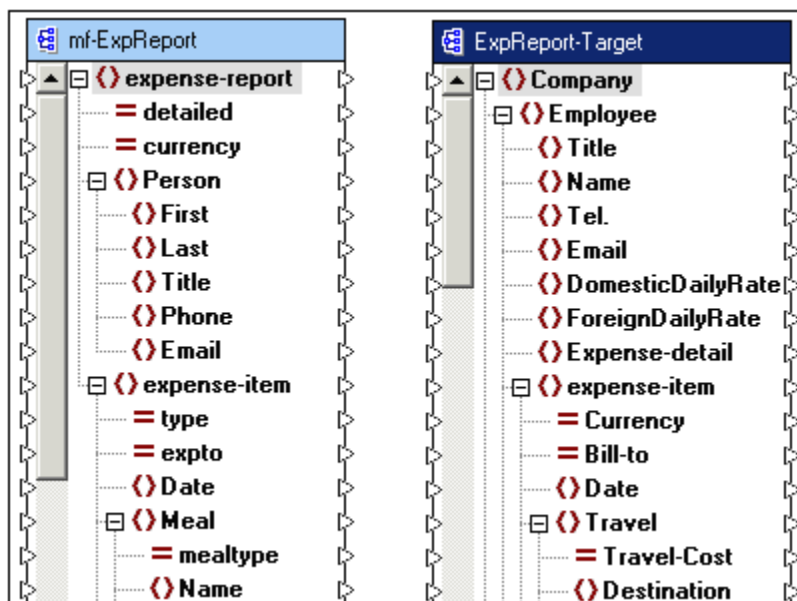 mf-ExpReport
expense-report
detailed
currency
Person
First
Last
Title
Phone
Email
expense-item
type
expto
Date
Meal
mealtype
Name
ExpReport-Target
Company
Employee
Title
Name
Tel.
Email
DomesticDailyRate
ForeignDailyRate
Expense-detail
expense-item
Currency
Bill-to
Date
Travel
Travel-Cost
Destination